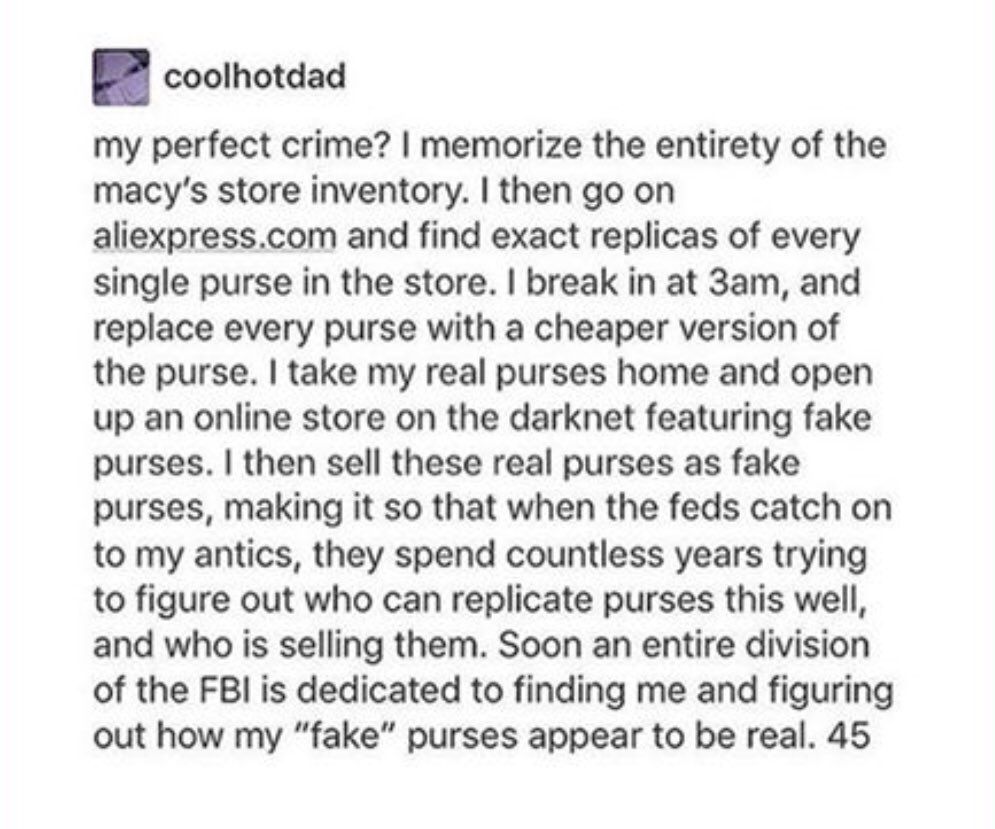 coolhotdad
my perfect crime? I memorize the entirety of the
macy's store inventory. I then go on
aliexpress.com and find exact replicas of every
single purse in the store. I break in at 3am, and
replace every purse with a cheaper version of
the purse. I take my real purses home and open
up an online store on the darknet featuring fake
purses. I then sell these real purses as fake
purses, making it so that when the feds catch on
to my antics, they spend countless years trying
to figure out who can replicate purses this well,
and who is selling them. Soon an entire division
of the FBI is dedicated to finding me and figuring
out how my "fake" purses appear to be real. 45